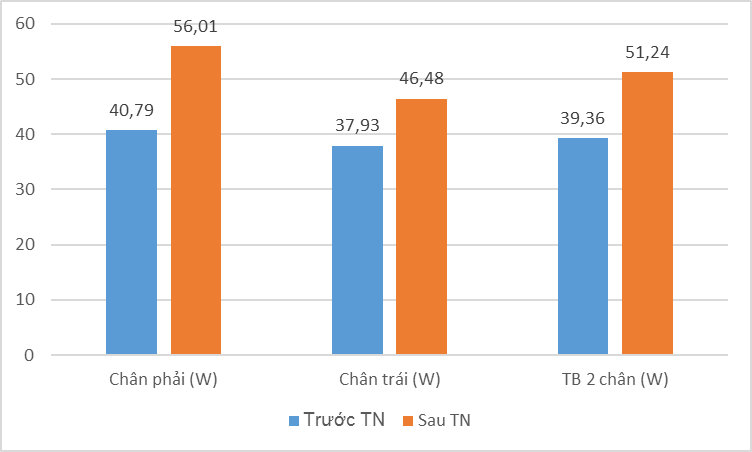 60
50
40
30
20
10
0
56,01
40,79
46,48
37,93
51,24
39,36
Chân phải (W)
Chân trái (W)
TB 2 chân (W)
Trước TN
Sau TN